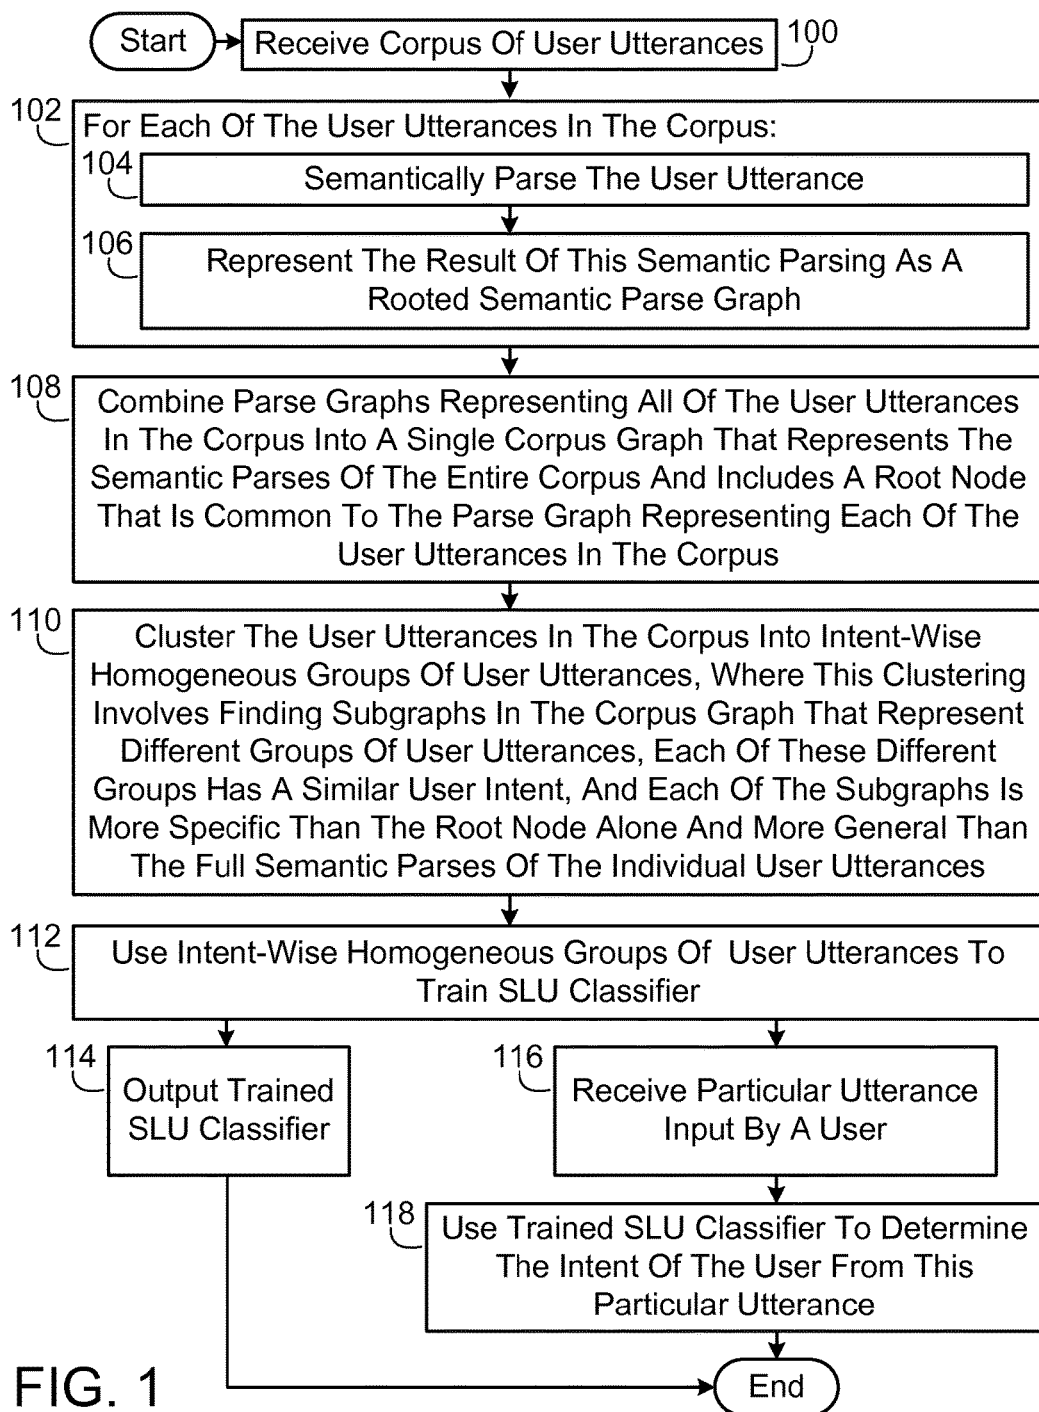 Start
Receive Corpus Of User Utterances
100
102
For Each Of The User Utterances In The Corpus:
104
Semantically Parse The User Utterance
106
Represent The Result Of This Semantic Parsing As A
Rooted Semantic Parse Graph
108
Combine Parse Graphs Representing All Of The User Utterances
In The Corpus Into A Single Corpus Graph That Represents The
Semantic Parses Of The Entire Corpus And Includes A Root Node
That Is Common To The Parse Graph Representing Each Of The
User Utterances In The Corpus
110
Cluster The User Utterances In The Corpus Into Intent-Wise
Homogeneous Groups Of User Utterances, Where This Clustering
Involves Finding Subgraphs In The Corpus Graph That Represent
Different Groups Of User Utterances, Each Of These Different
Groups Has A Similar User Intent, And Each Of The Subgraphs Is
More Specific Than The Root Node Alone And More General Than
The Full Semantic Parses Of The Individual User Utterances
112
Use Intent-Wise Homogeneous Groups Of User Utterances To
Train SLU Classifier
114
Output Trained
SLU Classifier
116
Receive Particular Utterance
Input By A User
118
Use Trained SLU Classifier To Determine
The Intent Of The User From This
Particular Utterance
End
FIG. 1